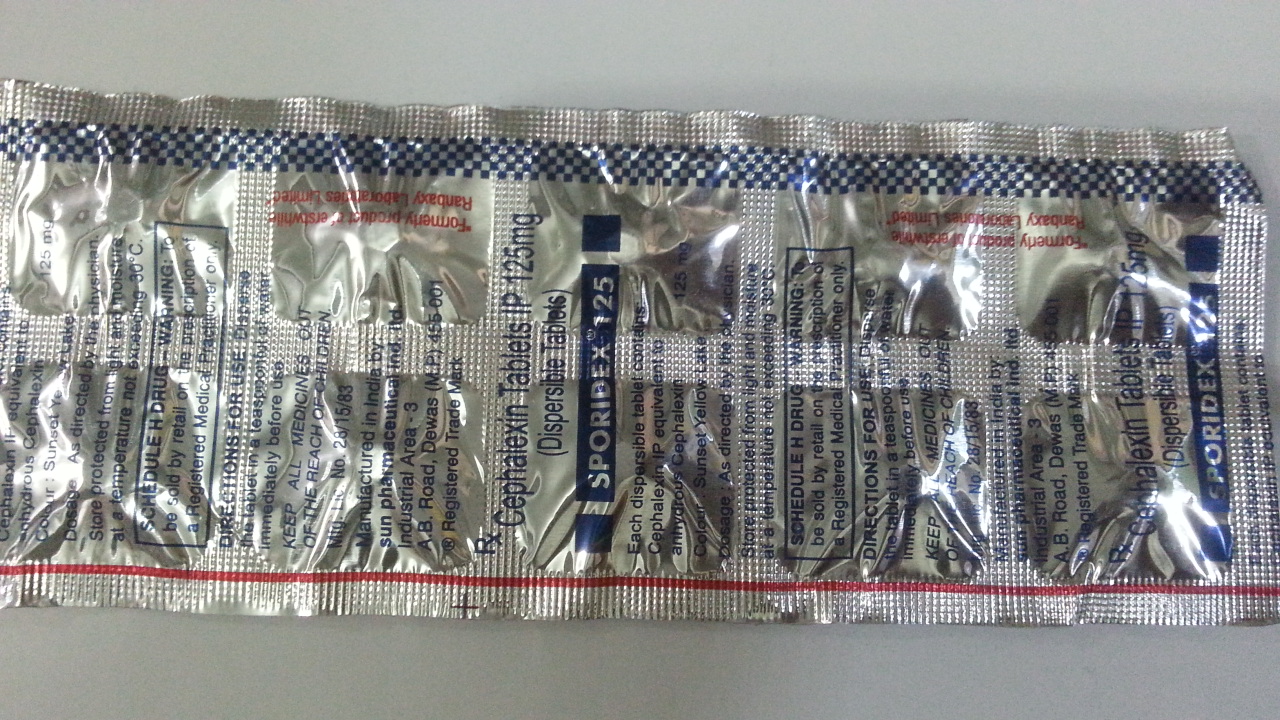 Cephalexin I
equivalent to
anhydrous Cephalexin
125 mg
Colour : Sunset Yellow Lake
Dosage : As directed by the physician.
Store protected from light and moisture
at a temperature not exceeding 30°C.
SCHEDULE H DRUG - WARNING: To
be sold by retail on the prescription of
a Registered Medical Practitioner only.
DIRECTIONS FOR USE: Disperse
the tablet in a teaspoonful of water
immediately before use.
KEEP ALL MEDICINES OUT
OF THE REACH OF CHILDREN.
Mfg. Lic. No. 28/15/83
Manufactured in India by
sun pharmaceutical ind. ltd.
Industrial Area - 3
A.B. Road, Dewas (M.P.) 455 001
® Registered Trade Mark
"Formerly product of erstwhile
Ranbaxy Laboratories Limited"
Rx
Cephalexin Tablets IP 125mg
(Dispersible Tablets)
SPORIDEX® 125
Each dispersible tablet contains
Cephalexin IP equivalent to
anhydrous Cephalexin
125 mg
Colour : Sunset Yellow Lake
Dosage : As directed by the physician
Store protected from light and moisture
at a temperature not exceeding 30°C
SCHEDULE H DRUG - WARNING: To
be sold by retail on the prescription of
a Registered Medical Practitioner only.
DIRECTIONS FOR USE: Disperse
the tablet in a teaspoonful of water
immediately before use.
KEEP ALL MEDICINES OUT
OF THE REACH OF CHILDREN
No. 28/15/83
Manufactured in India by
sun pharmaceutical ind. ltd.
Industrial Area - 3
A.B. Road, Dewas (M.P.) 455 001
® Registered Trade Mark
"Formerly product of erstwhile
Ranbaxy Laboratories Limited"
"Formerly product of erstwhile
Ranbaxy Laboratories Limited"
Rx
Cephalexin Tablets IP 125mg
(Dispersible Tablets)
SPORIDEX® 125
tablet contains